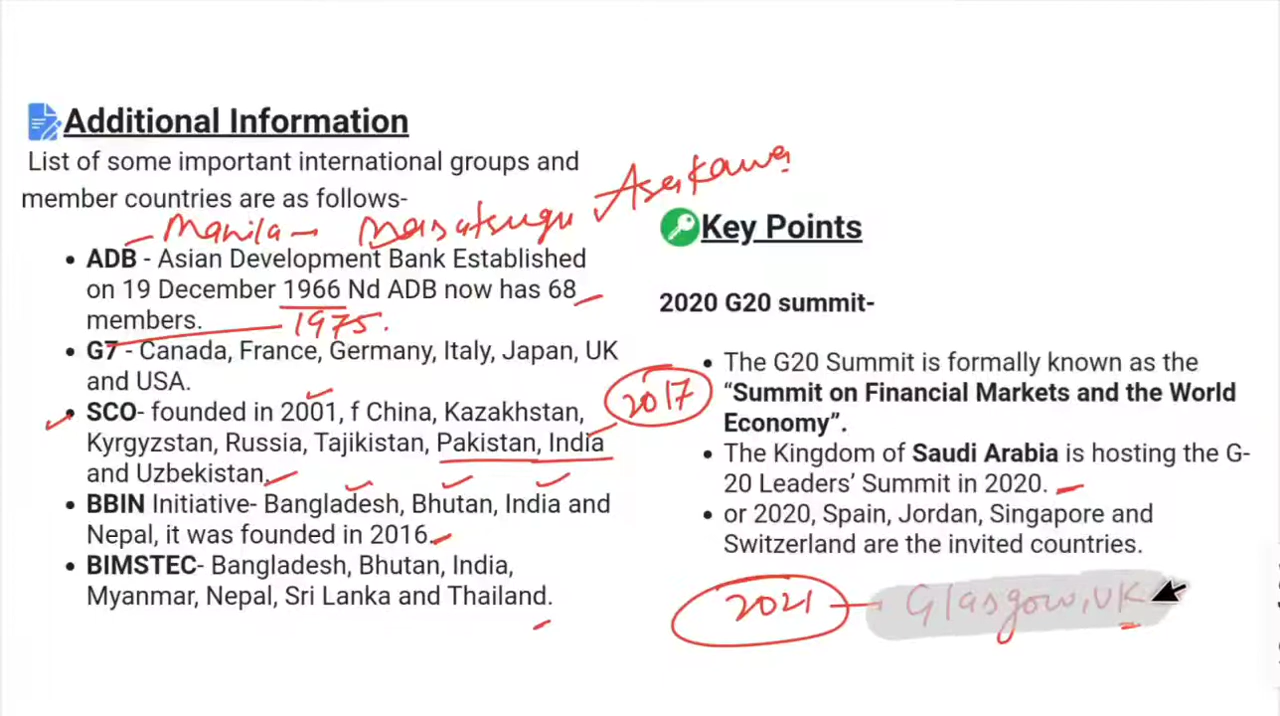 Additional Information
List of some important international groups and
member countries are as follows-
Manila - Masatsugu Asakawa
• ADB - Asian Development Bank Established
on 19 December 1966 Nd ADB now has 68
members.
1975.
• G7 - Canada, France, Germany, Italy, Japan, UK
and USA.
• SCO- founded in 2001, f China, Kazakhstan,
Kyrgyzstan, Russia, Tajikistan, Pakistan, India
and Uzbekistan.
2017
• BBIN Initiative- Bangladesh, Bhutan, India and
Nepal, it was founded in 2016.
• BIMSTEC- Bangladesh, Bhutan, India,
Myanmar, Nepal, Sri Lanka and Thailand.
Key Points
2020 G20 summit-
• The G20 Summit is formally known as the
“Summit on Financial Markets and the World
Economy”.
• The Kingdom of Saudi Arabia is hosting the G-
20 Leaders’ Summit in 2020.
• or 2020, Spain, Jordan, Singapore and
Switzerland are the invited countries.
2021 - Glasgow, UK